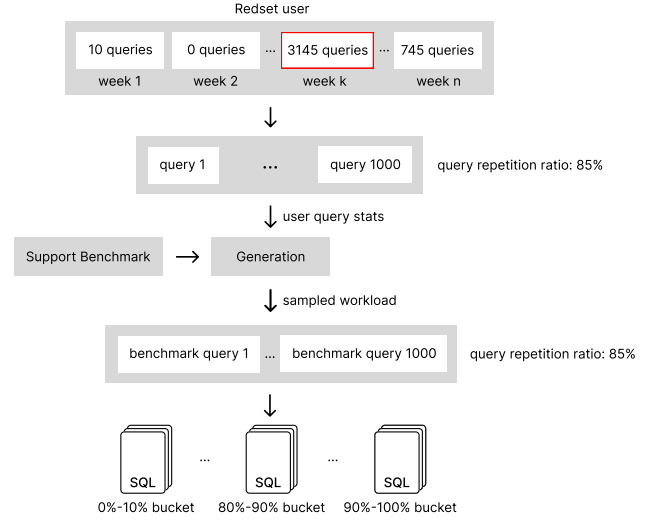 Redset user
10 queries 0 queries ... 3145 queries ... 745 queries
week 1 week 2 week k week n
query 1 ... query 1000 query repetition ratio: 85%
user query stats
Support Benchmark Generation
sampled workload
benchmark query 1 ... benchmark query 1000 query repetition ratio: 85%
... ...
SQL SQL SQL
0%-10% bucket 80%-90% bucket 90%-100% bucket